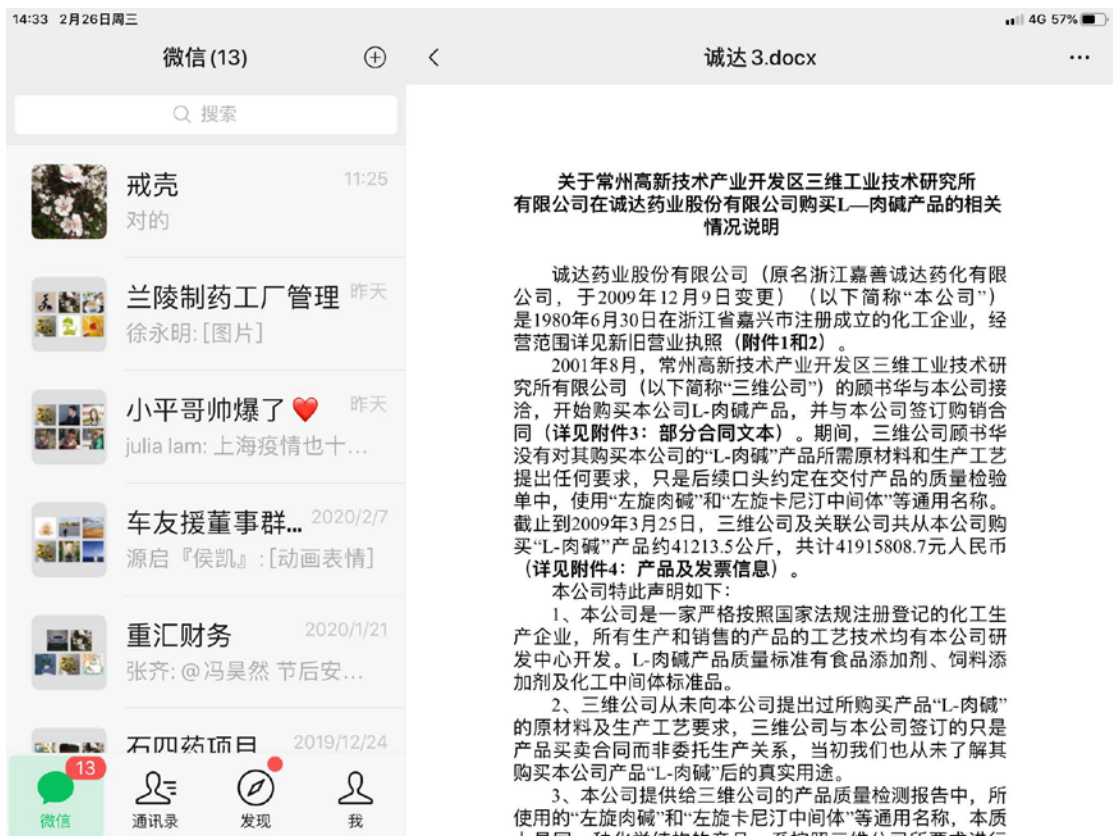 14:33 2月26日周三
4G 57%
微信(13)
搜索
戒壳
11:25
对的
兰陵制药工厂管理
昨天
徐永明: [图片]
小平哥帅爆了❤️
昨天
julia lam: 上海疫情也十...
车友援董事群...
2020/2/7
源启『侯凯』: [动画表情]
重汇财务
2020/1/21
张齐: @冯昊然 节后安...
石四药项目
2019/12/24
13
微信
通讯录
发现
我
诚达3.docx
关于常州高新技术产业开发区三维工业技术研究所
有限公司在诚达药业股份有限公司购买L—肉碱产品的相关
情况说明
诚达药业股份有限公司（原名浙江嘉善诚达药化有限
公司，于2009年12月9日变更）（以下简称“本公司”）
是1980年6月30日在浙江省嘉兴市注册成立的化工企业，经
营范围详见新旧营业执照（附件1和2）。
2001年8月，常州高新技术产业开发区三维工业技术研
究所有限公司（以下简称“三维公司”）的顾书华与本公司接
洽，开始购买本公司L-肉碱产品，并与本公司签订购销合
同（详见附件3：部分合同文本）。期间，三维公司顾书华
没有对其购买本公司的“L-肉碱”产品所需原材料和生产工艺
提出任何要求，只是后续口头约定在交付产品的质量检验
单中，使用“左旋肉碱”和“左旋卡尼汀中间体”等通用名称。
截止到2009年3月25日，三维公司及关联公司共从本公司购
买“L-肉碱”产品约41213.5公斤，共计41915808.7元人民币
（详见附件4：产品及发票信息）。
本公司特此声明如下：
1、本公司是一家严格按照国家法规注册登记的化工生
产企业，所有生产和销售的产品的工艺技术均有本公司研
发中心开发。L-肉碱产品质量标准有食品添加剂、饲料添
加剂及化工中间体标准品。
2、三维公司从未向本公司提出过所购买产品“L-肉碱”
的原材料及生产工艺要求，三维公司与本公司签订的只是
产品买卖合同而非委托生产关系，当初我们也从未了解其
购买本公司产品“L-肉碱”后的真实用途。
3、本公司提供给三维公司的产品质量检测报告中，所
使用的“左旋肉碱”和“左旋卡尼汀中间体”等通用名称，本质